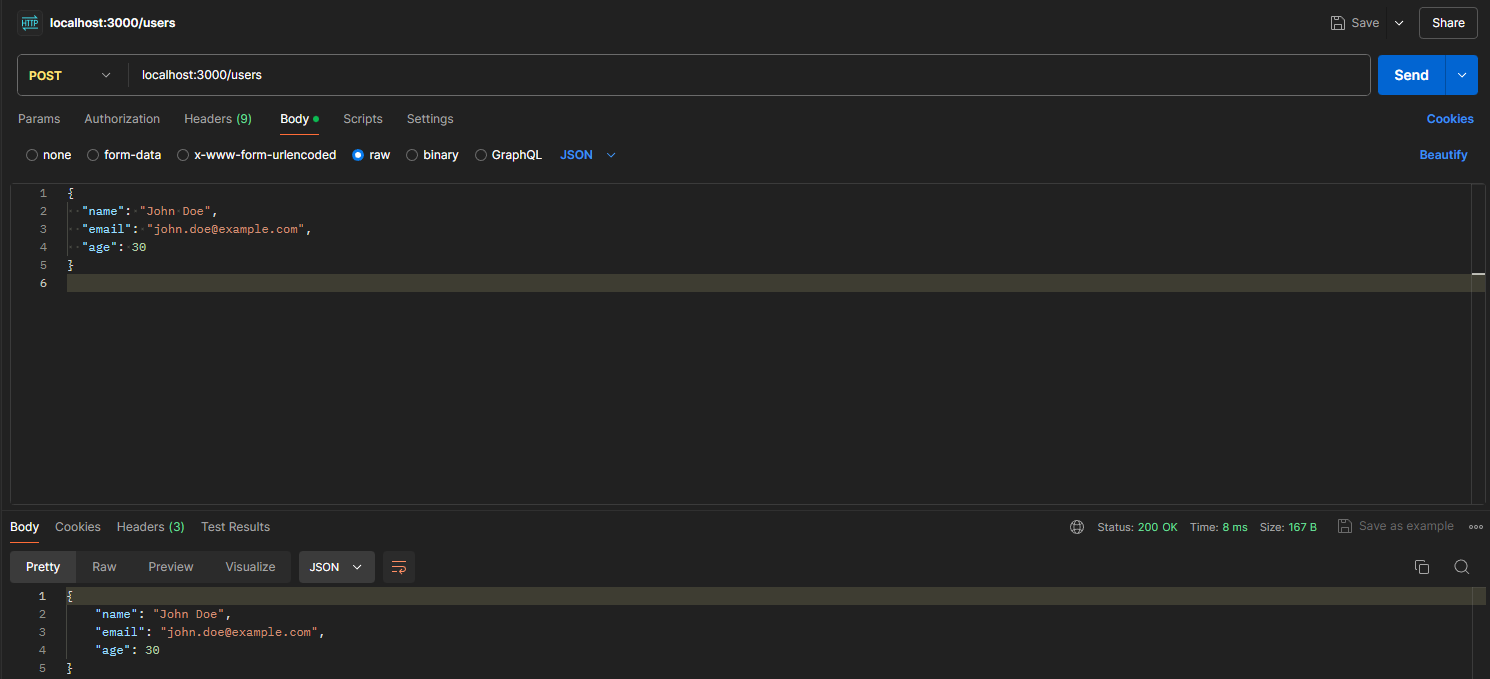 HTTP localhost:3000/users Save Share
POST localhost:3000/users Send
Params Authorization Headers (9) Body Scripts Settings Cookies
none form-data x-www-form-urlencoded raw binary GraphQL JSON Beautify
1 {
2 "name": "John Doe",
3 "email": "john.doe@example.com",
4 "age": 30
5 }
6
Body Cookies Headers (3) Test Results Status: 200 OK Time: 8 ms Size: 167 B Save as example
Pretty Raw Preview Visualize JSON
1 {
2 "name": "John Doe",
3 "email": "john.doe@example.com",
4 "age": 30
5 }